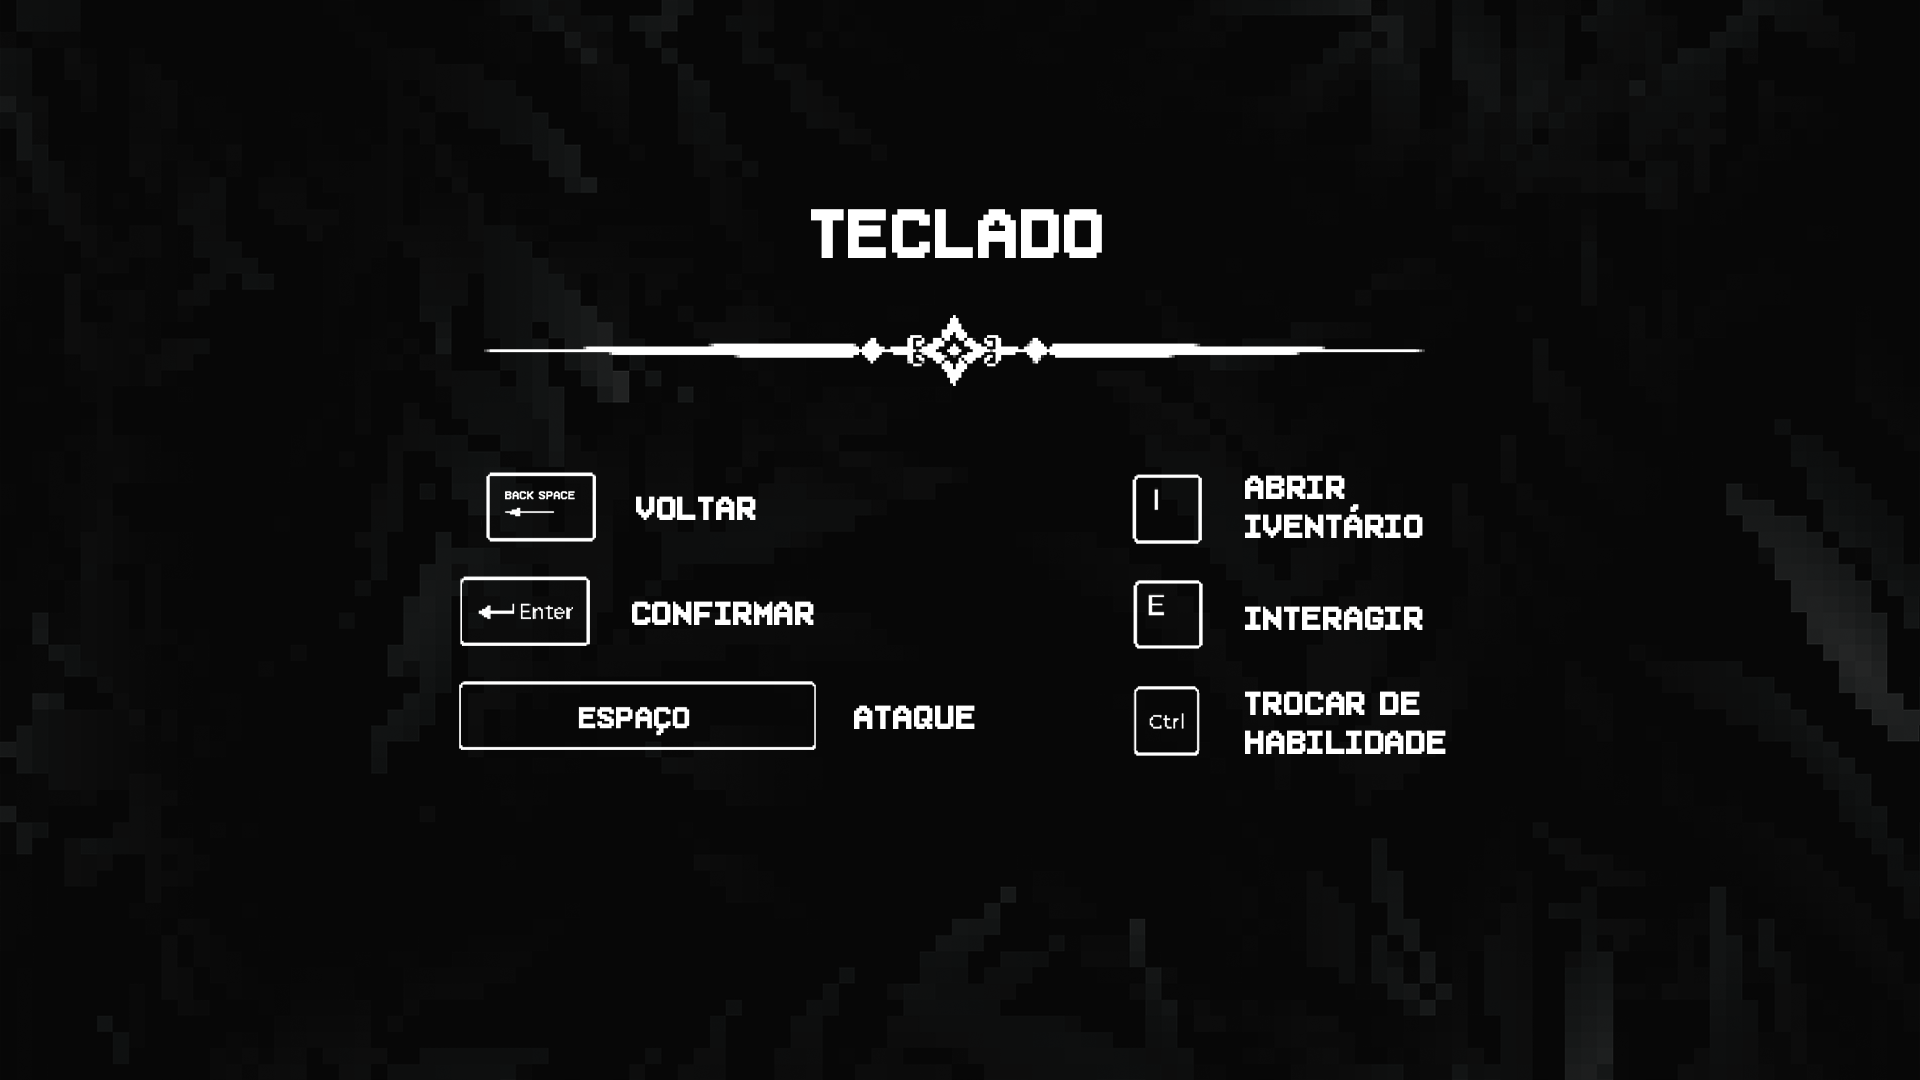 TECLADO
BACK SPACE
VOLTAR
Enter
CONFIRMAR
ESPAÇO
ATAQUE
I
ABRIR
IVENTÁRIO
E
INTERAGIR
Ctrl
TROCAR DE
HABILIDADE